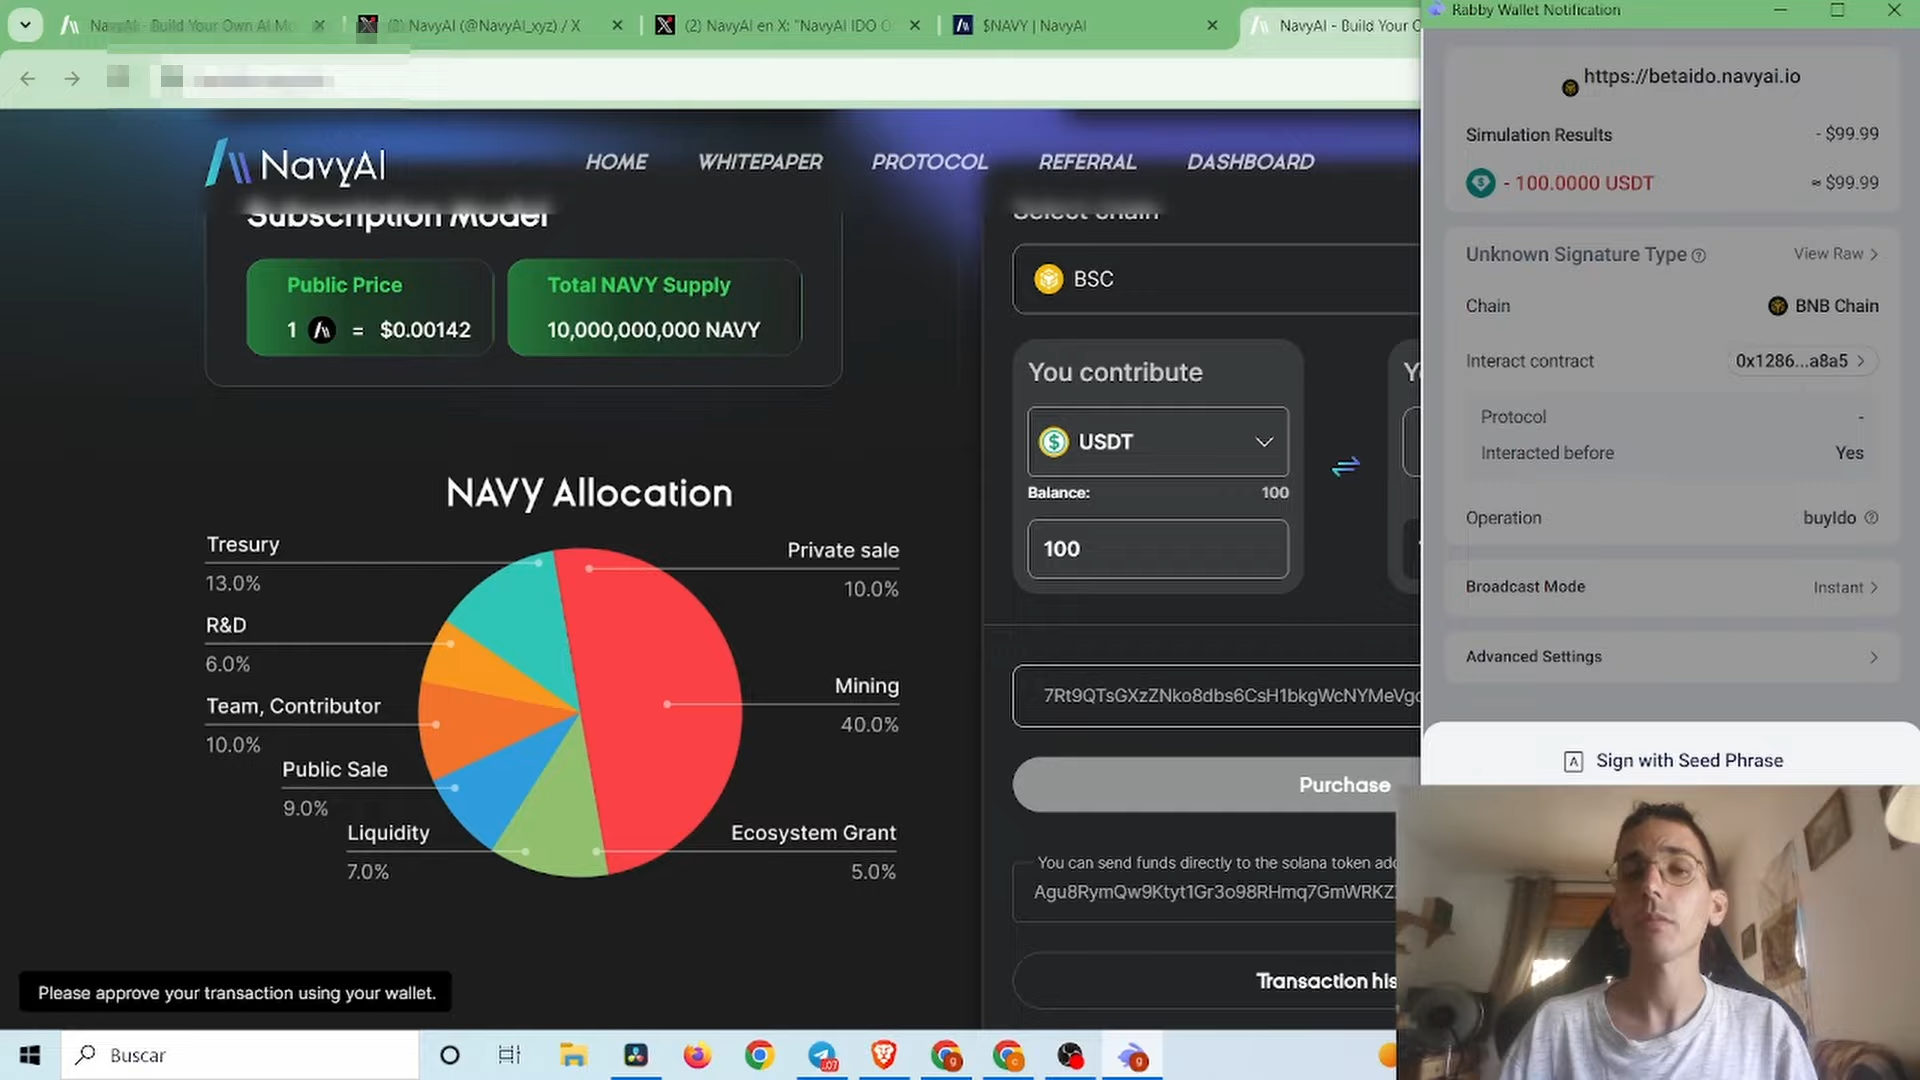 NavyAI - Build Your Own AI Mo
(2) NavyAI (@NavyAI_xyz) / X
(2) NavyAI en X: "NavyAI IDO O
$NAVY | NavyAI
NavyAI - Build Your O
Rabby Wallet Notification
NavyAI
HOME
WHITEPAPER
PROTOCOL
REFERRAL
DASHBOARD
Subscription Model
Public Price
1 = $0.00142
Total NAVY Supply
10,000,000,000 NAVY
NAVY Allocation
Tresury
13.0%
R&D
6.0%
Team, Contributor
10.0%
Public Sale
9.0%
Liquidity
7.0%
Private sale
10.0%
Mining
40.0%
Ecosystem Grant
5.0%
Select chain
BSC
You contribute
USDT
Balance: 100
100
7Rt9QTsGXzZNko8dbs6CsH1bkgWcNYMeVgc
Purchase
You can send funds directly to the solana token add
Agu8RymQw9Ktyt1Gr3o98RHmq7GmWRKZ
Transaction his
https://betaido.navyai.io
Simulation Results - $99.99
- 100.0000 USDT ≈ $99.99
Unknown Signature Type View Raw >
Chain BNB Chain
Interact contract 0x1286...a8a5 >
Protocol -
Interacted before Yes
Operation buyIdo
Broadcast Mode Instant >
Advanced Settings >
Sign with Seed Phrase
Please approve your transaction using your wallet.
Buscar